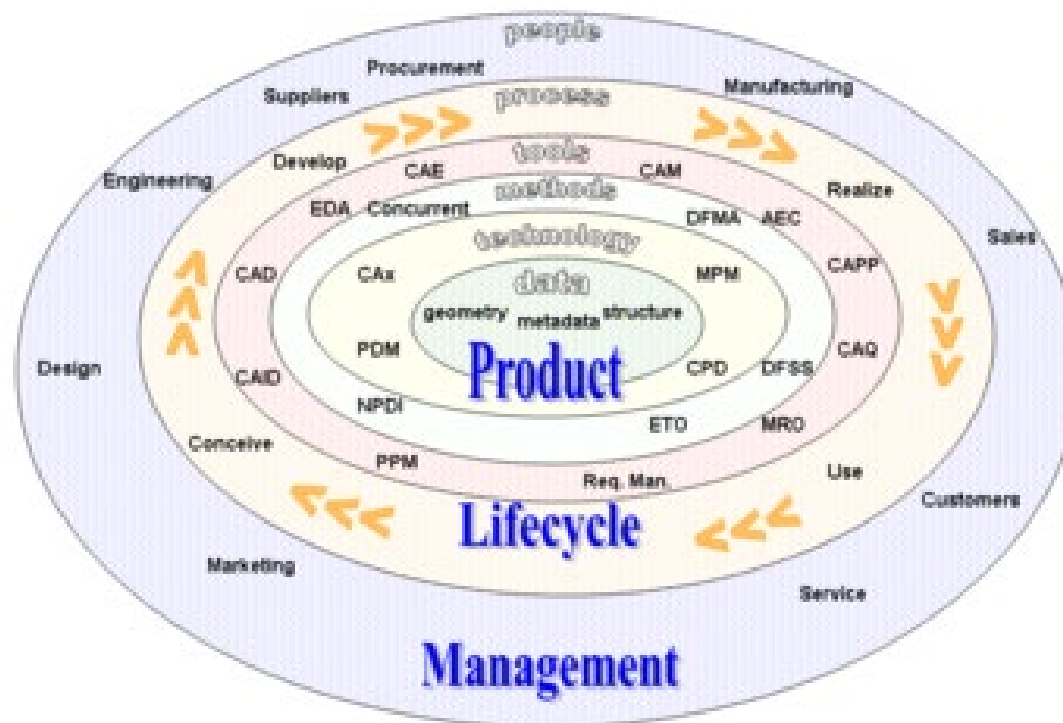 people
Procurement
Manufacturing
Suppliers
process
Develop
tools
CAE
CAM
Engineering
methods
Realize
EDA
Concurrent
DFMA
AEC
technology
Sales
CAD
CAx
data
MPM
CAPP
geometry
metadata
structure
PDM
Product
CPD
DFSS
CAQ
Design
CAID
NPDI
ETO
MRO
Conceive
PPM
Req. Man.
Use
Customers
Lifecycle
Marketing
Service
Management